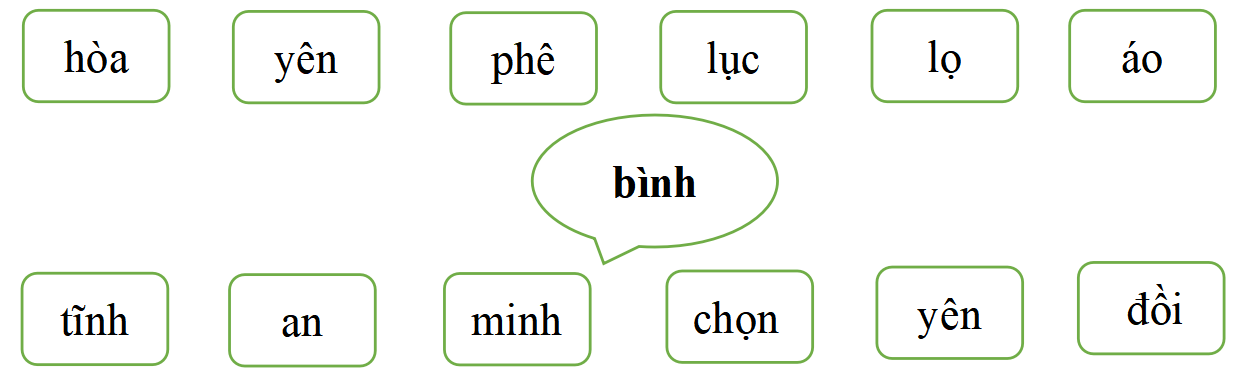 hòa yên phê lục lọ áo
bình
tĩnh an minh chọn yên đồi